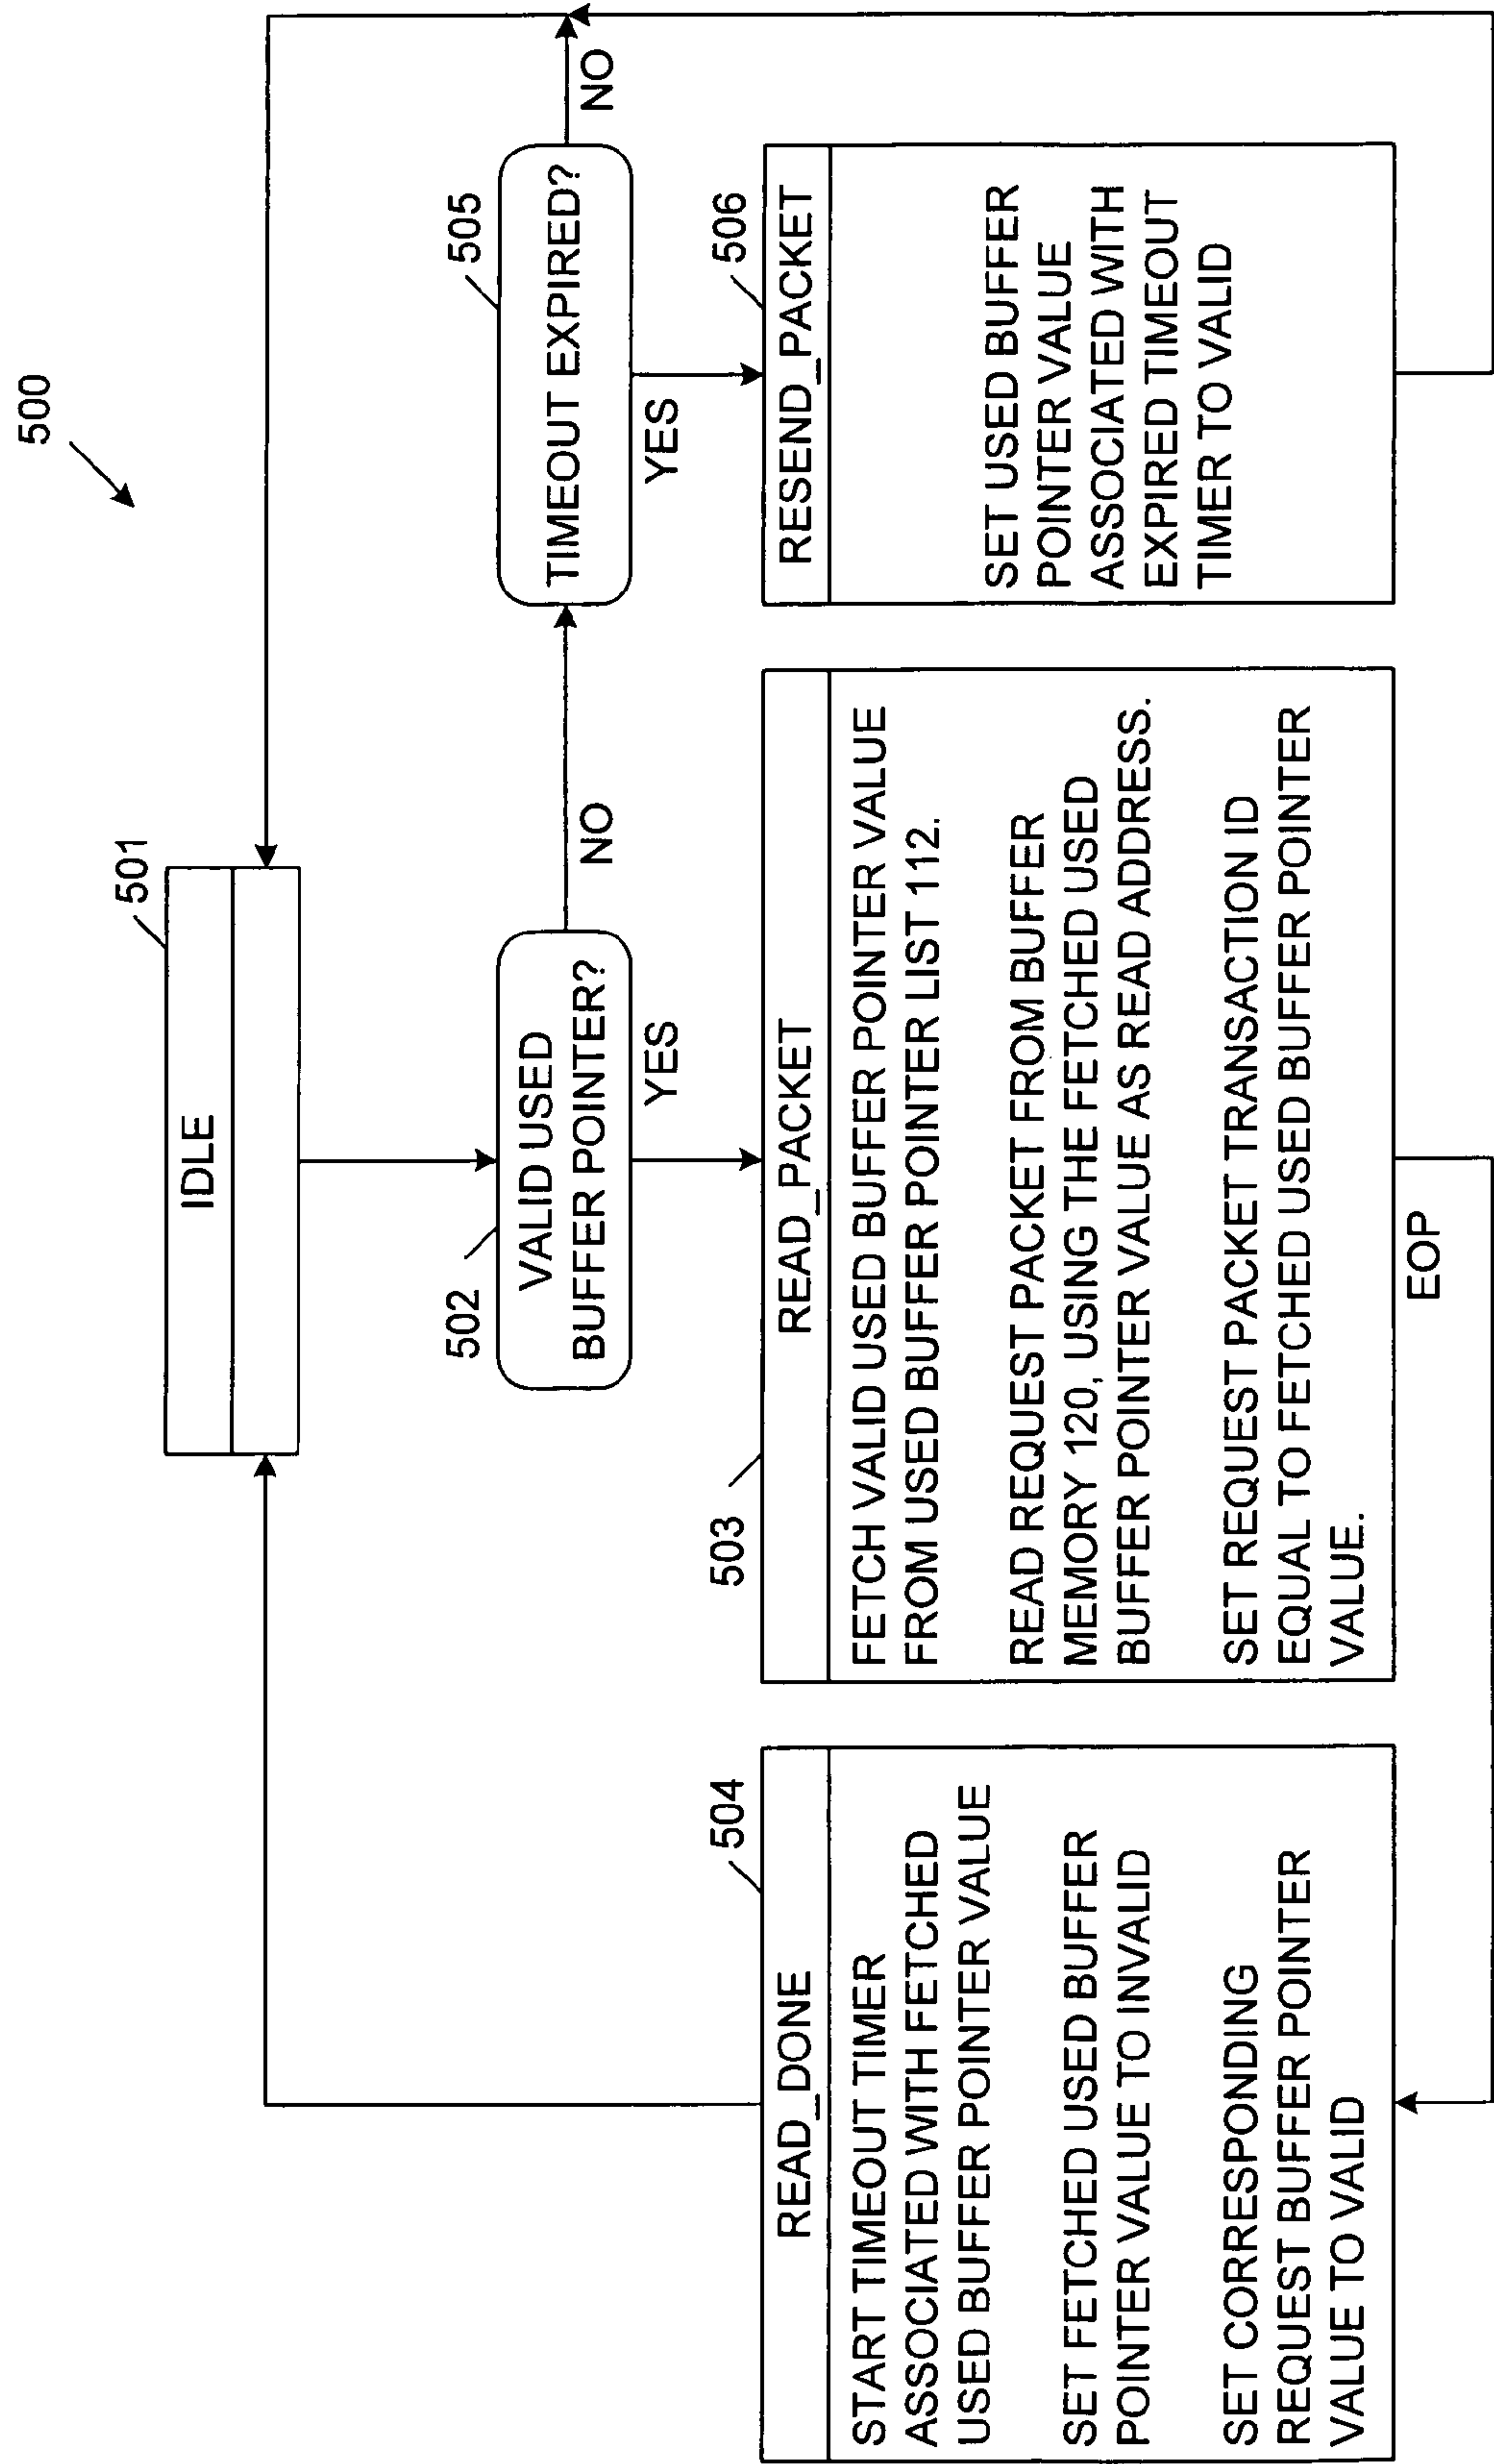 500
501
IDLE
502
VALID USED
BUFFER POINTER?
NO
YES
505
TIMEOUT EXPIRED?
NO
YES
504
READ_DONE
START TIMEOUT TIMER
ASSOCIATED WITH FETCHED
USED BUFFER POINTER VALUE
SET FETCHED USED BUFFER
POINTER VALUE TO INVALID
SET CORRESPONDING
REQUEST BUFFER POINTER
VALUE TO VALID
503
READ_PACKET
FETCH VALID USED BUFFER POINTER VALUE
FROM USED BUFFER POINTER LIST 112.
READ REQUEST PACKET FROM BUFFER
MEMORY 120, USING THE FETCHED USED
BUFFER POINTER VALUE AS READ ADDRESS.
SET REQUEST PACKET TRANSACTION ID
EQUAL TO FETCHED USED BUFFER POINTER
VALUE.
EOP
506
RESEND_PACKET
SET USED BUFFER
POINTER VALUE
ASSOCIATED WITH
EXPIRED TIMEOUT
TIMER TO VALID